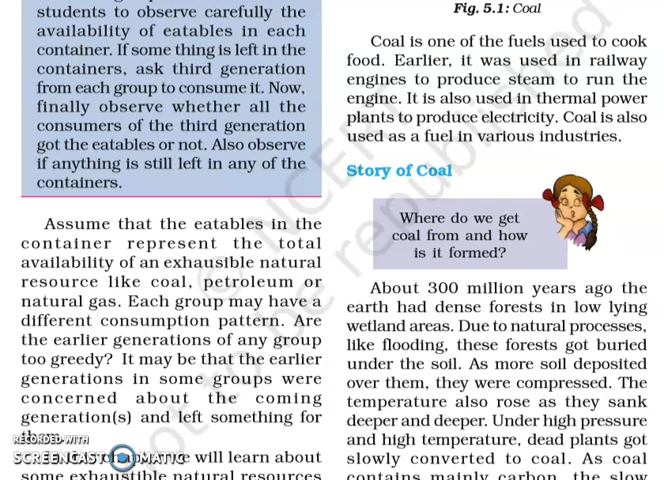 students to observe carefully the
availability of eatables in each
container. If some thing is left in the
containers, ask third generation
from each group to consume it. Now,
finally observe whether all the
consumers of the third generation
got the eatables or not. Also observe
if anything is still left in any of the
containers.
Assume that the eatables in the
container represent the total
availability of an exhausible natural
resource like coal, petroleum or
natural gas. Each group may have a
different consumption pattern. Are
the earlier generations of any group
too greedy? It may be that the earlier
generations in some groups were
concerned about the coming
generation(s) and left something for
RECORDED WITH
SCREENCAST O MATIC
we will learn about
some exhaustible natural resources
Fig. 5.1: Coal
Coal is one of the fuels used to cook
food. Earlier, it was used in railway
engines to produce steam to run the
engine. It is also used in thermal power
plants to produce electricity. Coal is also
used as a fuel in various industries.
Story of Coal
Where do we get
coal from and how
is it formed?
About 300 million years ago the
earth had dense forests in low lying
wetland areas. Due to natural processes,
like flooding, these forests got buried
under the soil. As more soil deposited
over them, they were compressed. The
temperature also rose as they sank
deeper and deeper. Under high pressure
and high temperature, dead plants got
slowly converted to coal. As coal
contains mainly carbon, the slow
© NCERT
not to be republished